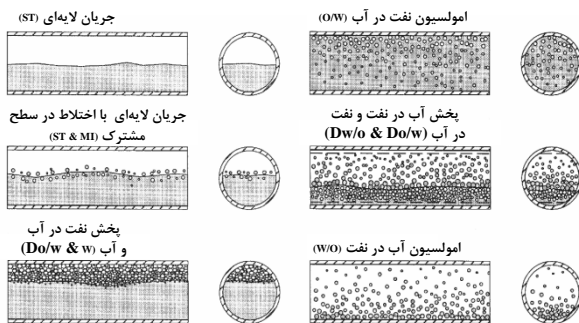 جریان لایه‌ای (ST)
امولسیون نفت در آب (O/W)
جریان لایه‌ای با اختلاط در سطح
مشترک (ST & MI)
پخش آب در نفت و نفت
در آب (Dw/o & Do/w)
پخش نفت در آب
و آب (Do/w & w)
امولسیون آب در نفت (W/O)